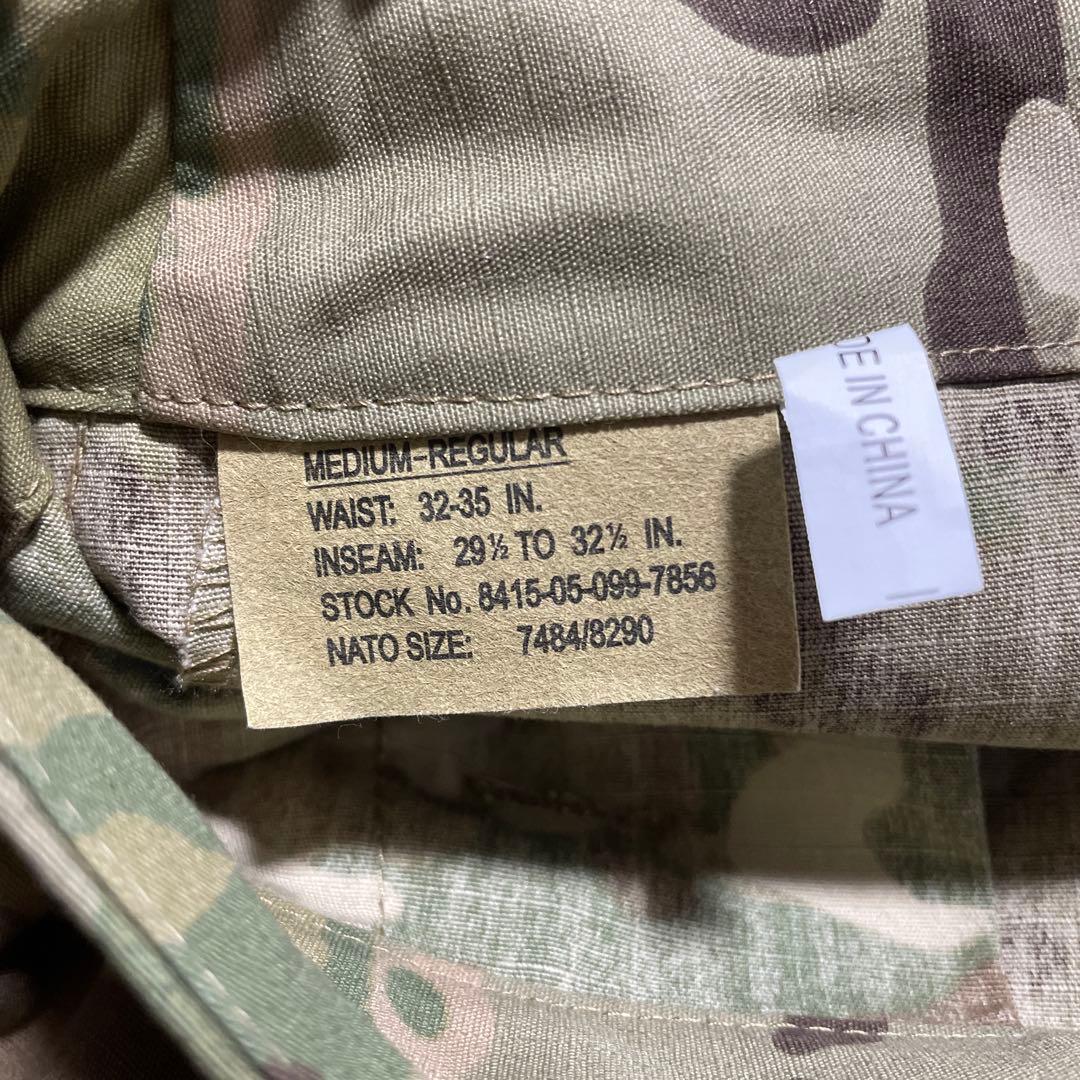 MEDIUM-REGULAR
WAIST: 32-35 IN.
INSEAM: 29½ TO 32½ IN.
STOCK No. 8415-05-099-7856
NATO SIZE: 7484/8290
DE IN CHINA